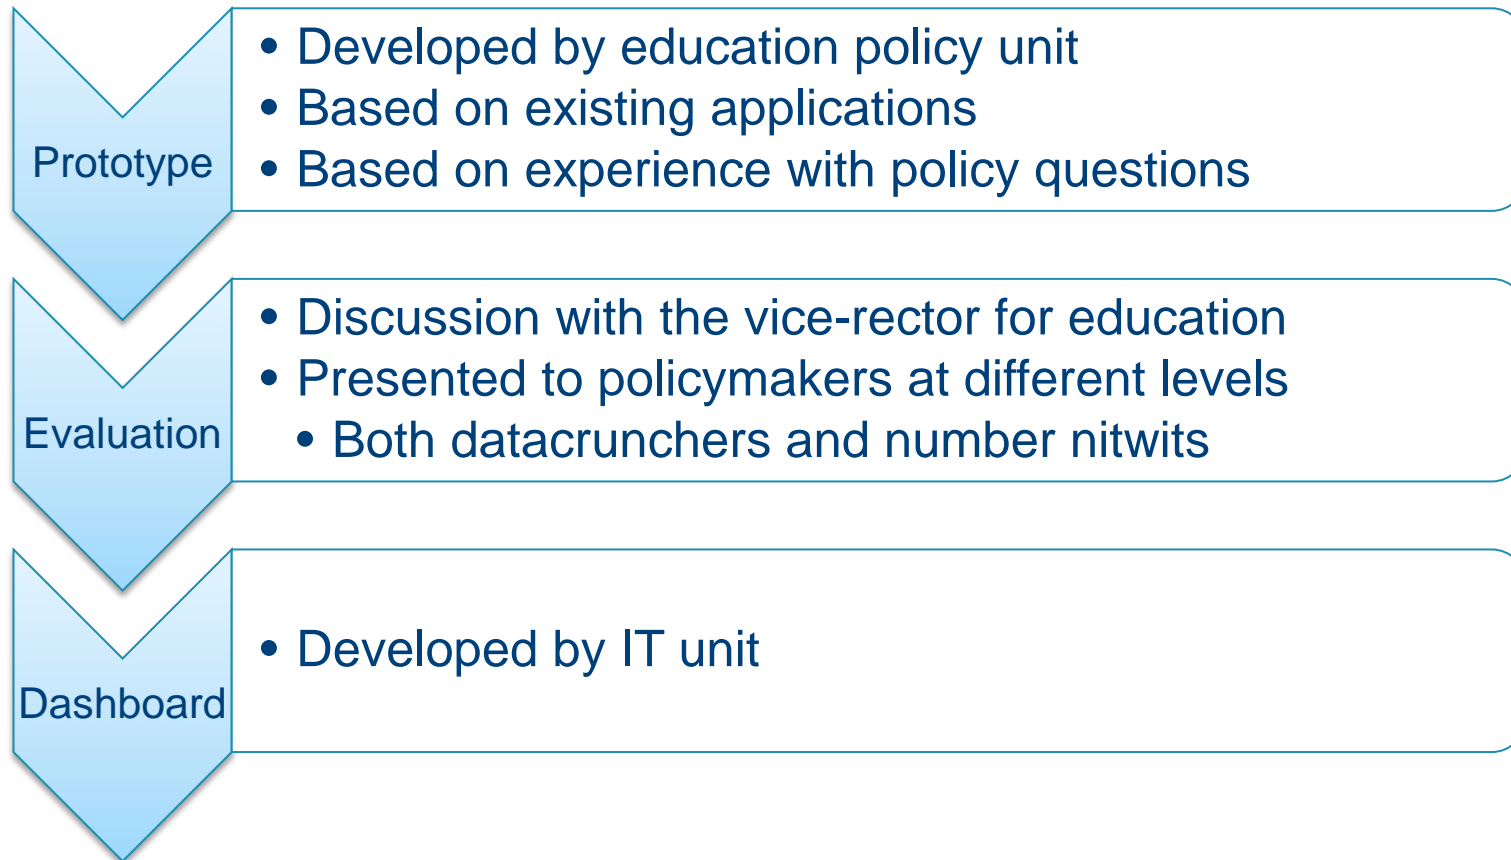 Prototype
• Developed by education policy unit
• Based on existing applications
• Based on experience with policy questions
Evaluation
• Discussion with the vice-rector for education
• Presented to policymakers at different levels
• Both datacrunchers and number nitwits
Dashboard
• Developed by IT unit